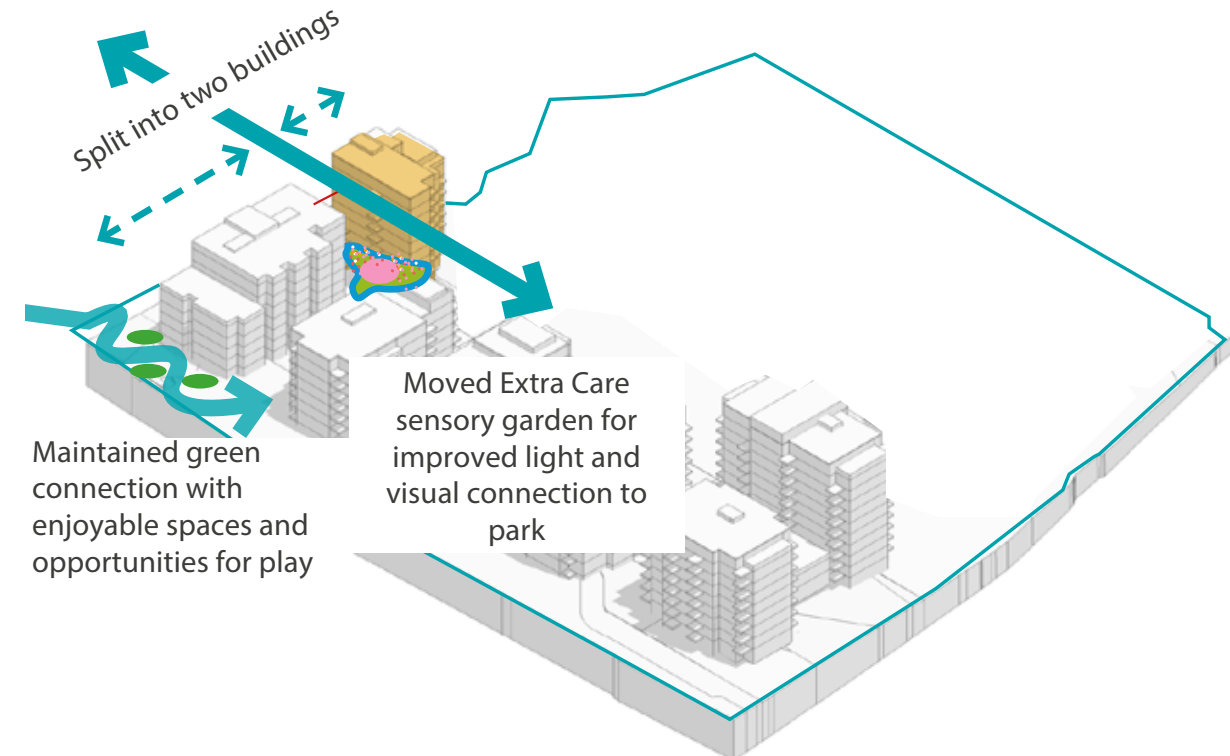 Split into two buildings
Moved Extra Care
sensory garden for
improved light and
visual connection to
park
Maintained green
connection with
enjoyable spaces and
opportunities for play